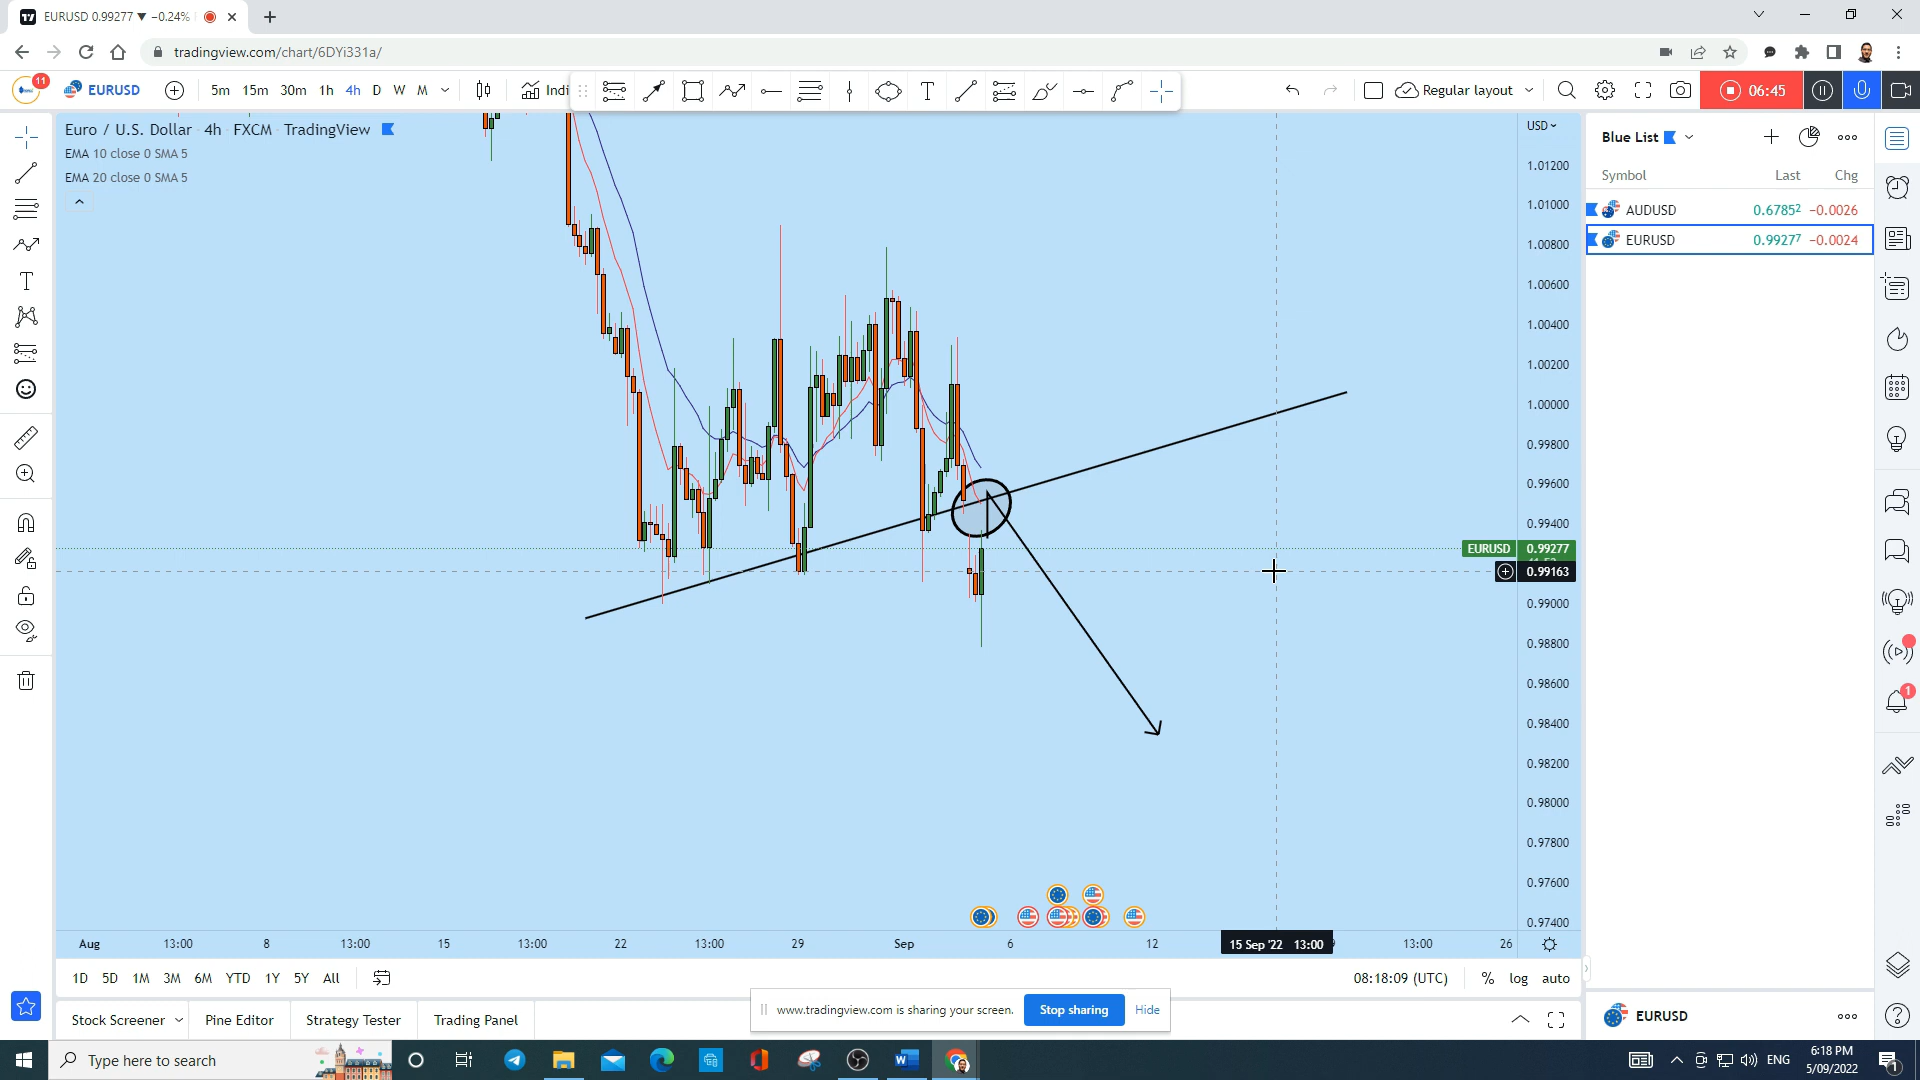 EURUSD 0.99277 ▼ −0.24%
tradingview.com/chart/6DYi331a/
11 EURUSD 5m 15m 30m 1h 4h D W M Indi T Regular layout 06:45
Euro / U.S. Dollar 4h FXCM TradingView
EMA 10 close 0 SMA 5
EMA 20 close 0 SMA 5
USD
1.01200
1.01000
1.00800
1.00600
1.00400
1.00200
1.00000
0.99800
0.99600
0.99400
EURUSD 0.99277
0.99163
0.99000
0.98800
0.98600
0.98400
0.98200
0.98000
0.97800
0.97600
0.97400
Aug 13:00 8 13:00 15 13:00 22 13:00 29 Sep 6 12 15 Sep '22 13:00 13:00 26
1D 5D 1M 3M 6M YTD 1Y 5Y All 08:18:09 (UTC) % log auto
Stock Screener Pine Editor Strategy Tester Trading Panel
www.tradingview.com is sharing your screen. Stop sharing Hide
Blue List
Symbol Last Chg
AUDUSD 0.67852 −0.0026
EURUSD 0.99277 −0.0024
1
EURUSD
Type here to search
ENG
6:18 PM
5/09/2022
1